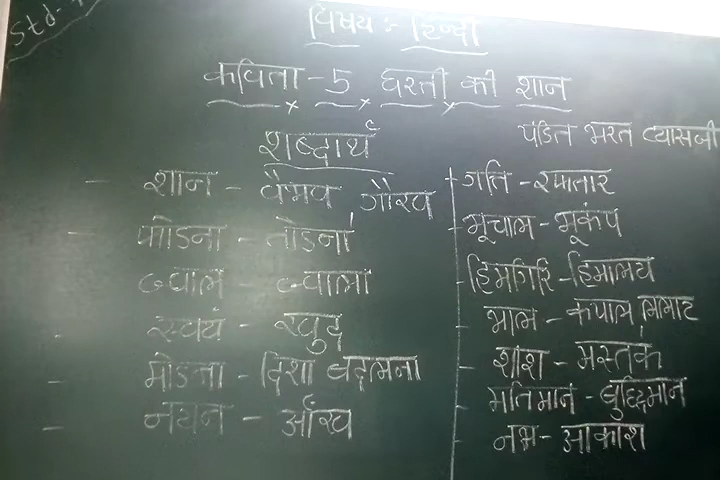 Std-
विषय :- हिन्दी
कविता - 5 धरती की शान
पंडित भरत व्यासजी
शब्दार्थ
शान - वैभव गौरव
फोडना - तोडना
ज्वाल - ज्वाला
स्वयं - खुद
मोडना - दिशा बदलना
नयन - आँख
गति - रफ्तार
भूचाल - भूकंप
हिमगिरि - हिमालय
भाल - कपाल, ललाट
शीश - मस्तक
मतिमान - बुद्धिमान
नभ - आकाश